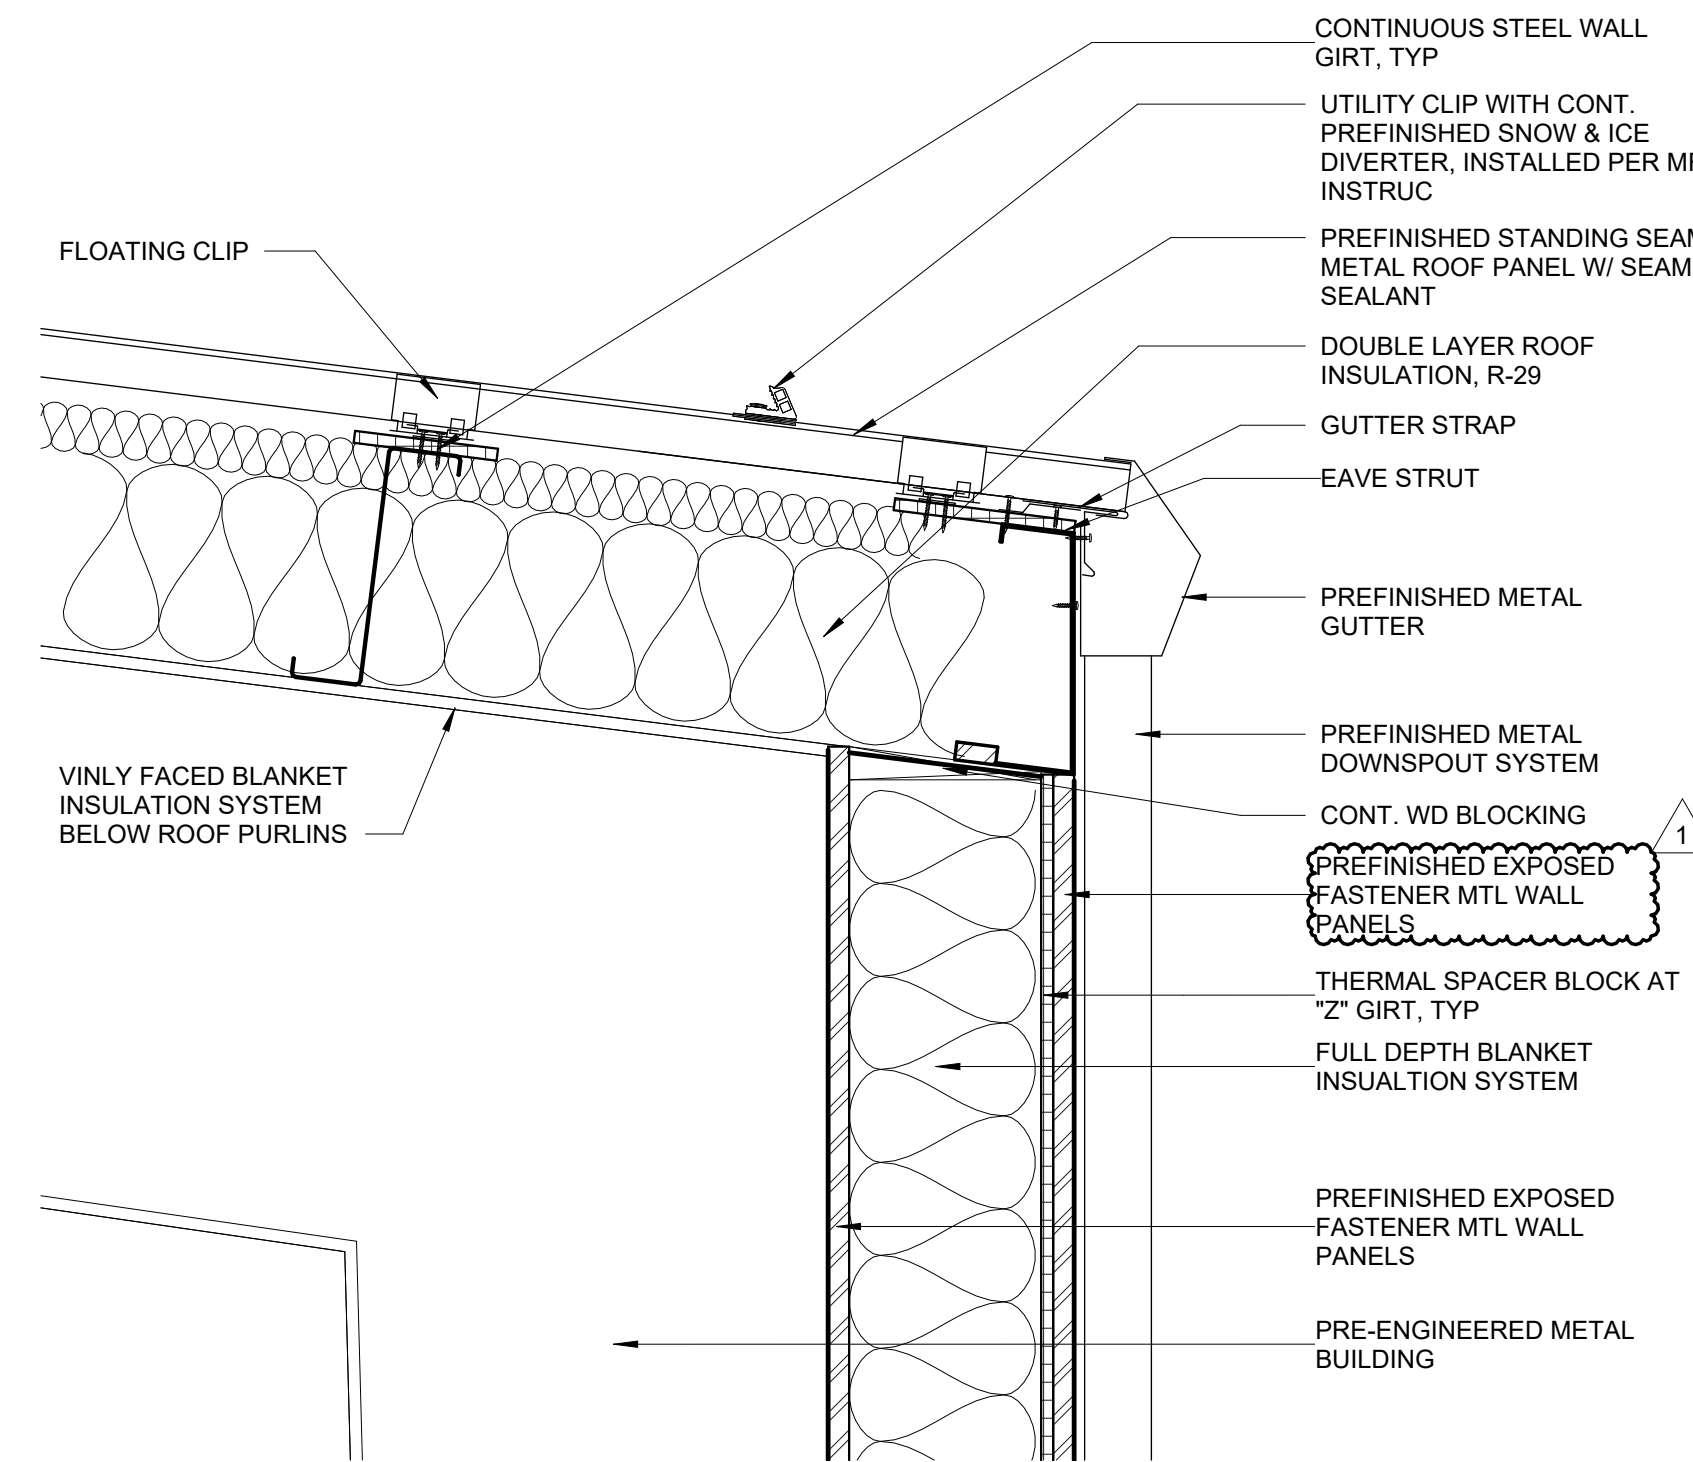 CONTINUOUS STEEL WALL
GIRT, TYP
UTILITY CLIP WITH CONT.
PREFINISHED SNOW & ICE
DIVERTER, INSTALLED PER
INSTRUC
FLOATING CLIP
PREFINISHED STANDING SEAM
METAL ROOF PANEL W/ SEAM
SEALANT
DOUBLE LAYER ROOF
INSULATION, R-29
GUTTER STRAP
EAVE STRUT
PREFINISHED METAL
GUTTER
PREFINISHED METAL
DOWNSPOUT SYSTEM
VINLY FACED BLANKET
INSULATION SYSTEM
BELOW ROOF PURLINS
CONT. WD BLOCKING
1
PREFINISHED EXPOSED
FASTENER MTL WALL
PANELS
THERMAL SPACER BLOCK AT
"Z" GIRT, TYP
FULL DEPTH BLANKET
INSUALTION SYSTEM
PREFINISHED EXPOSED
FASTENER MTL WALL
PANELS
PRE-ENGINEERED METAL
BUILDING